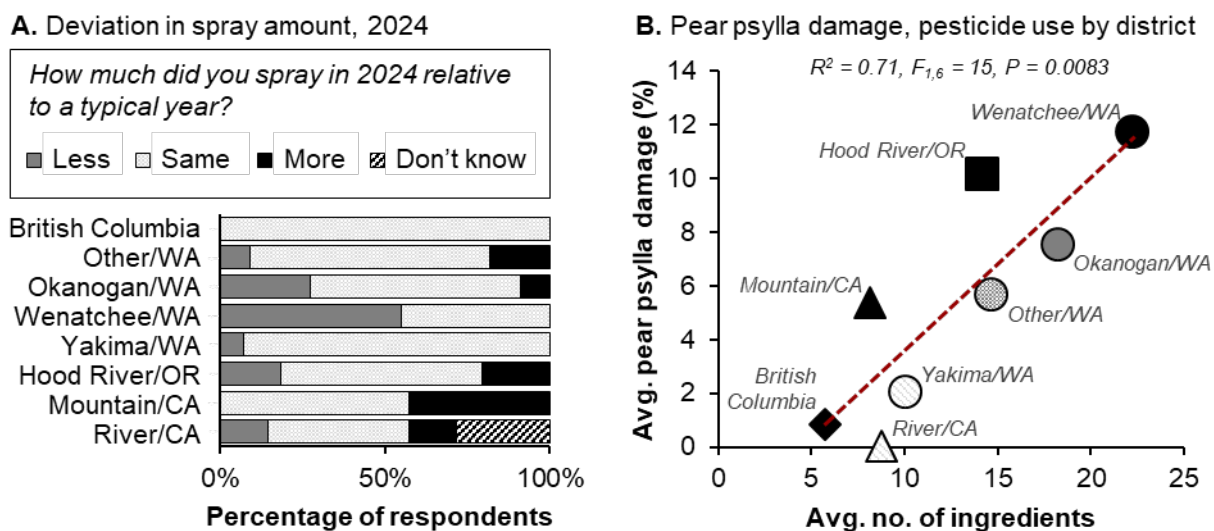 A. Deviation in spray amount, 2024
How much did you spray in 2024 relative
to a typical year?
Less Same More Don't know
British Columbia
Other/WA
Okanogan/WA
Wenatchee/WA
Yakima/WA
Hood River/OR
Mountain/CA
River/CA
0% 50% 100%
Percentage of respondents
B. Pear psylla damage, pesticide use by district
R² = 0.71, F₁,₆ = 15, P = 0.0083
Avg. pear psylla damage (%)
14
12
10
8
6
4
2
0
Wenatchee/WA
Hood River/OR
Okanogan/WA
Mountain/CA
Other/WA
British
Columbia
Yakima/WA
River/CA
0 5 10 15 20 25
Avg. no. of ingredients